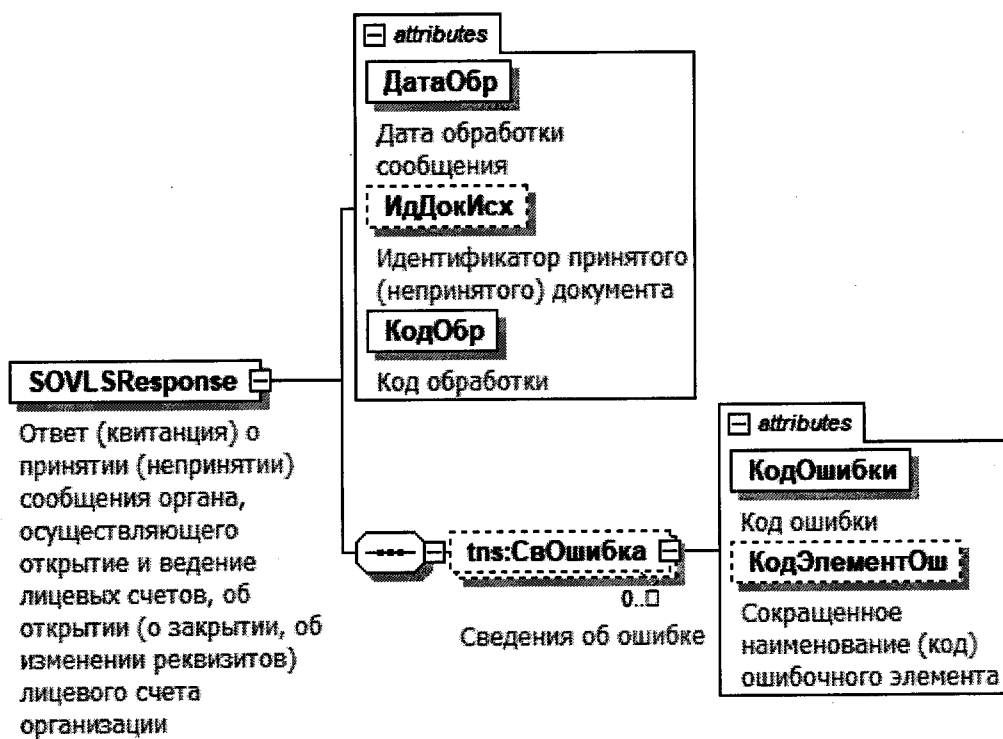 attributes
ДатаОбр
Дата обработки
сообщения
ИдДокИсх
Идентификатор принятого
(непринятого) документа
КодОбр
Код обработки
SOVLSResponse
Ответ (квитанция) о
принятии (непринятии)
сообщения органа,
осуществляющего
открытие и ведение
лицевых счетов, об
открытии (о закрытии, об
изменении реквизитов)
лицевого счета
организации
tns:СвОшибка
0..□
Сведения об ошибке
attributes
КодОшибки
Код ошибки
КодЭлементОш
Сокращенное
наименование (код)
ошибочного элемента